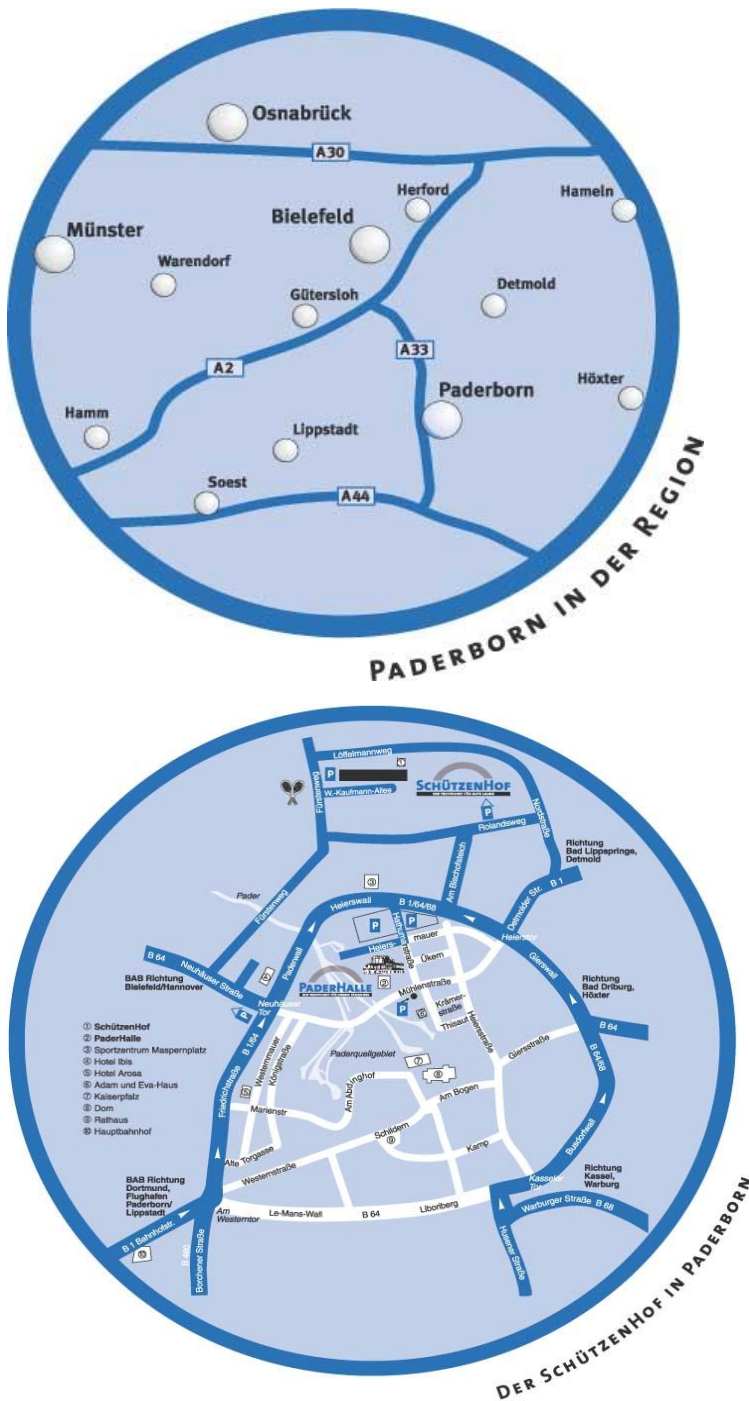 Osnabrück
A30
Herford
Hameln
Münster
Bielefeld
Warendorf
Detmold
Gütersloh
A33
A2
Höxter
Paderborn
Hamm
Lippstadt
Soest
A44
PADERBORN IN DER REGION
Löffelmannweg
①
P
SCHÜTZENHOF
Fürstenweg
W.-Kaufmann-Allee
P
Nordstraße
Rolandsweg
Richtung
Bad Lippspringe,
Detmold
Am Bischofsteich
Detmolder Str.
B 1
③
Pader
Fürstenweg
Heierswall
B 1/64/68
P
P
Hathumarstraße
Heiers-
mauer
Heierstor
Paderwall
Ükern
Gierswall
B 64
Neuhäuser Straße
BAB Richtung
Bielefeld/Hannover
PADERHALLE
②
Mühlenstraße
Richtung
Bad Driburg,
Höxter
Neuhäuser
Tor
P
P
Krämer-
straße
Thisaut
Heiersstraße
B 64
① SchützenHof
② PaderHalle
③ Sportzentrum Maspernplatz
④ Hotel Ibis
⑤ Hotel Arosa
⑥ Adam und Eva-Haus
⑦ Kaiserpfalz
⑧ Dom
⑨ Rathaus
⑩ Hauptbahnhof
B 1/64
Westernmauer
Königstraße
Paderquellgebiet
⑦
⑧
Giersstraße
B 64/68
Friedrichstraße
Am Abdinghof
Am Bogen
Marienstr
Schildern
⑨
Kamp
Busdorfwall
Alte Torgasse
Westernstraße
BAB Richtung
Dortmund,
Flughafen
Paderborn/
Lippstadt
Kasseler
Tor
Richtung
Kassel,
Warburg
Am
Westerntor
Le-Mans-Wall
B 64
Liboriberg
Warburger Straße
B 68
B 1 Bahnhofstr.
⑩
B 480
Borchener Straße
Husener Straße
DER SCHÜTZENHOF IN PADERBORN